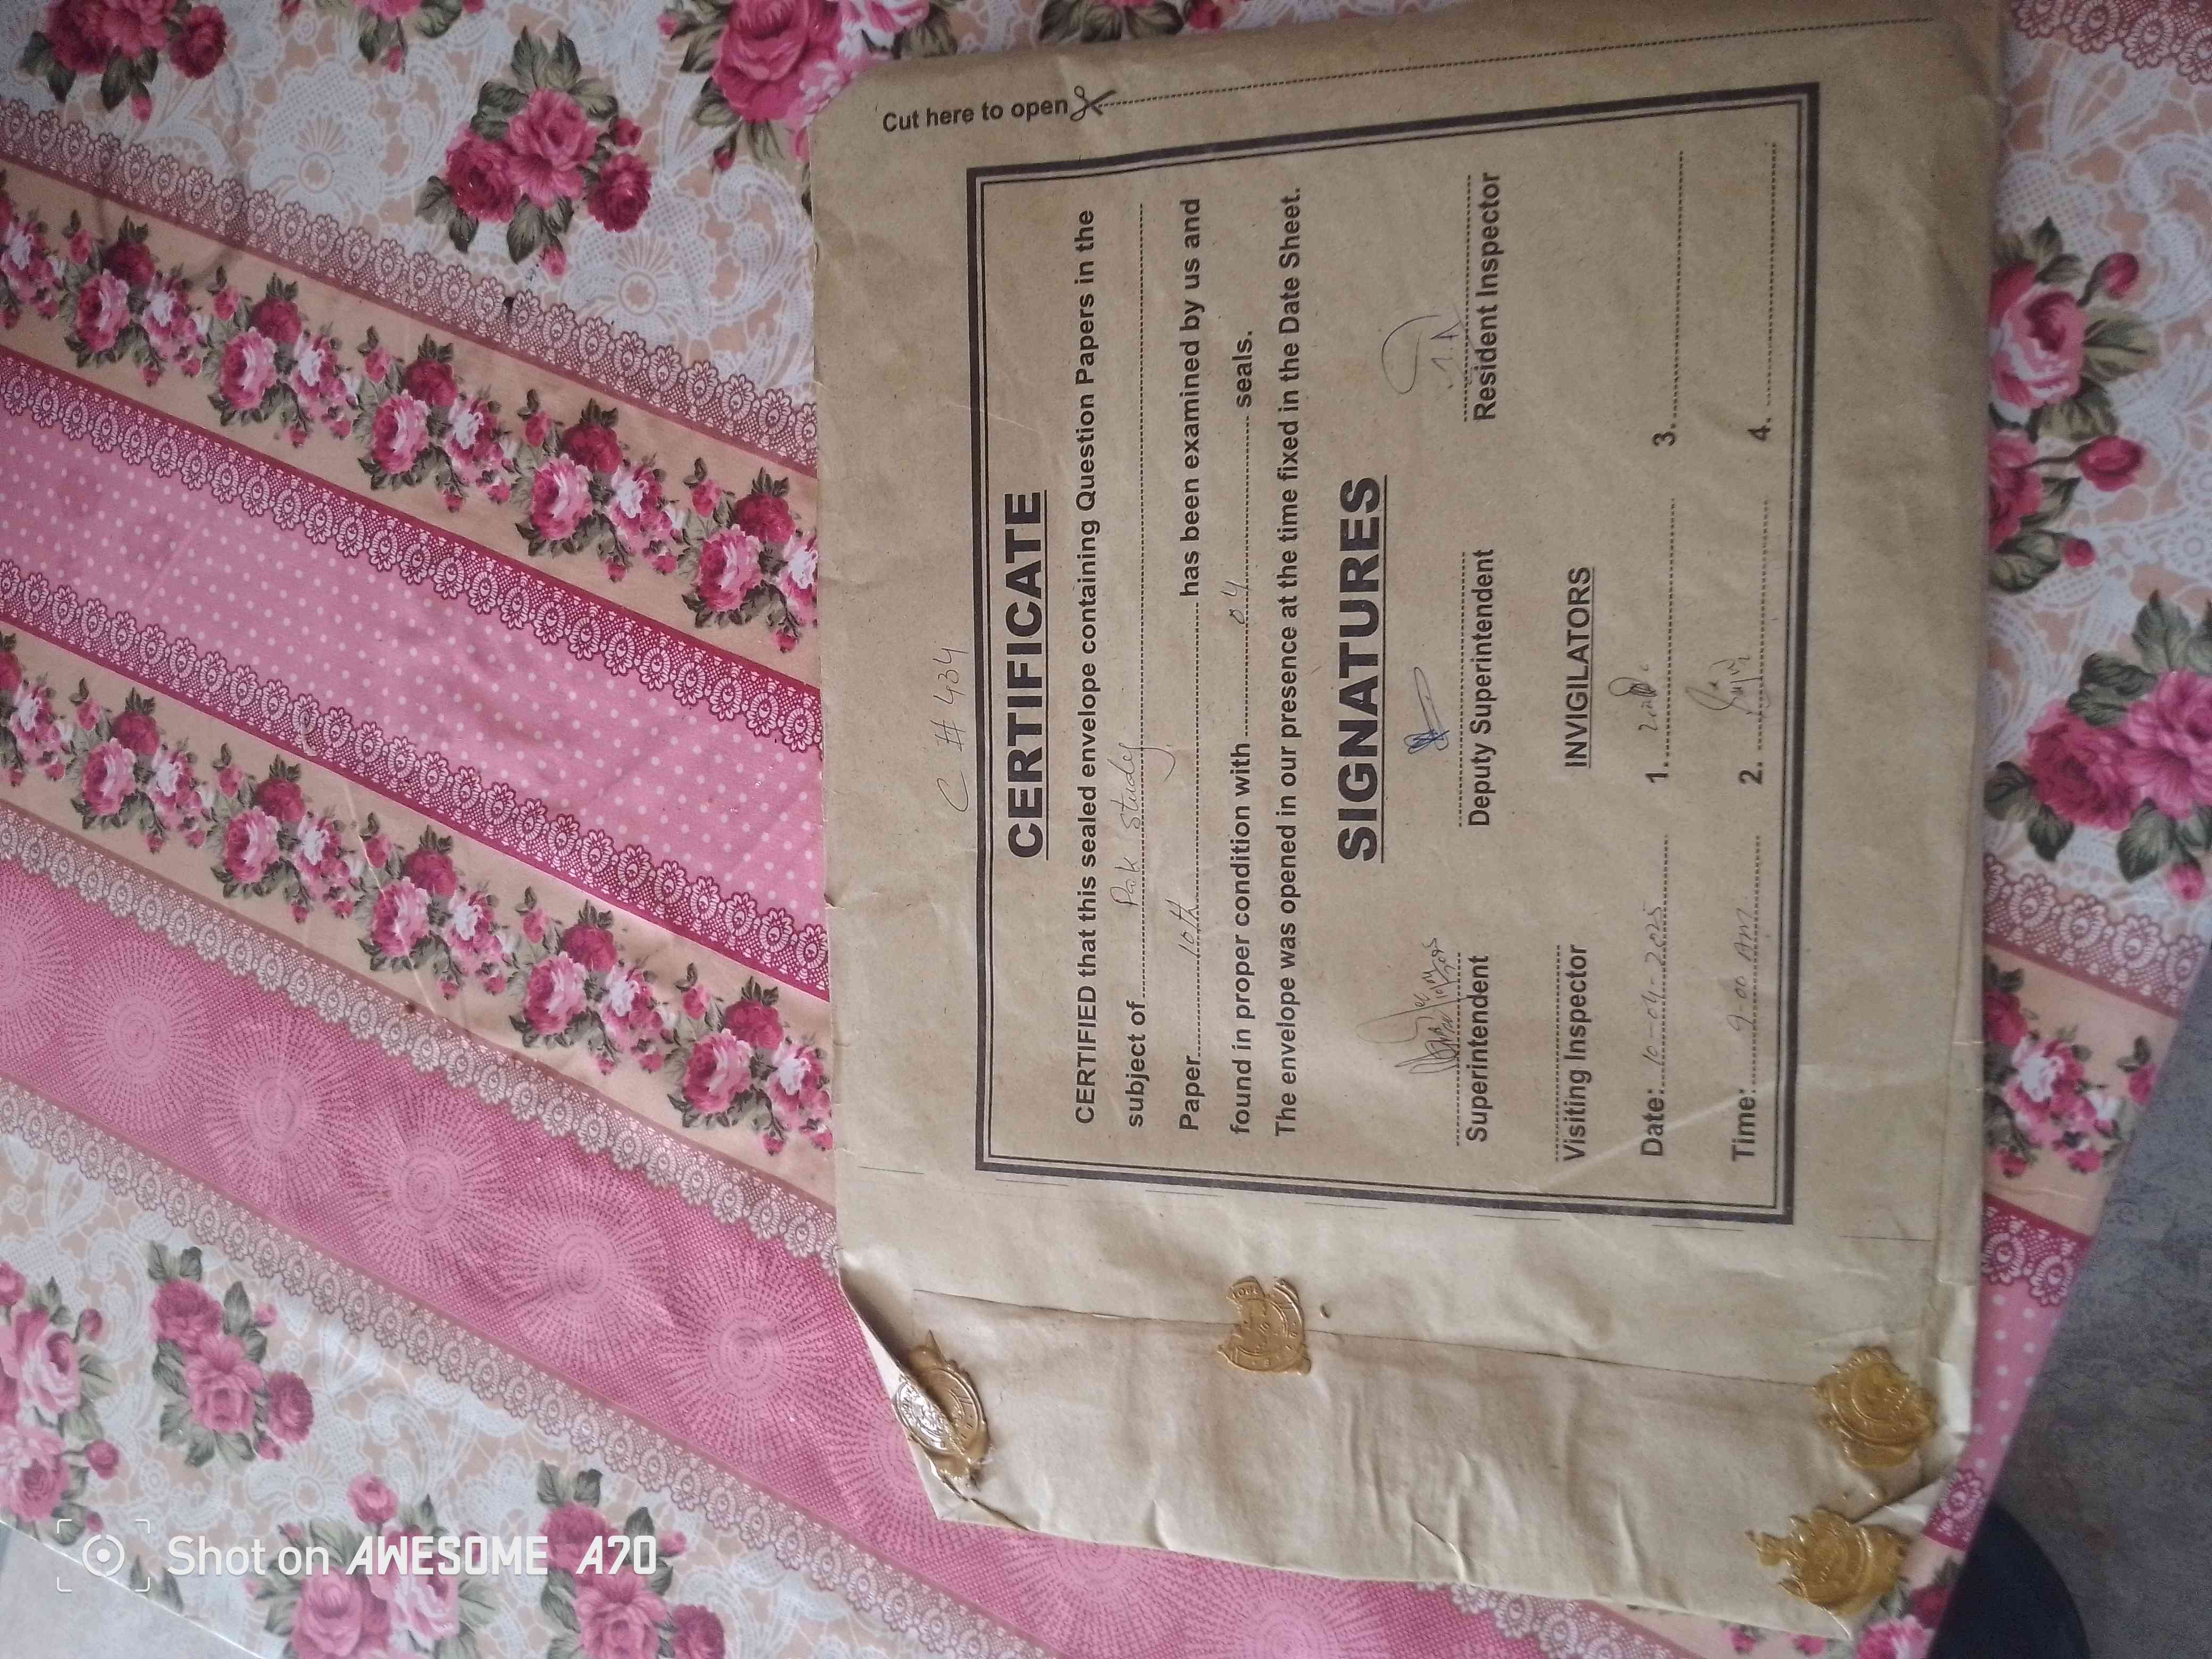 Cut here to open
C # 434
CERTIFICATE
CERTIFIED that this sealed envelope containing Question Papers in the
subject of Pak Study
Paper 10th has been examined by us and
found in proper condition with 04 seals.
The envelope was opened in our presence at the time fixed in the Date Sheet.
SIGNATURES
Superintendent Deputy Superintendent Resident Inspector
Visiting Inspector INVIGILATORS
Date: 10-04-2025 1. 3.
Time: 9-00 Am 2. 4.
Shot on AWESOME A70